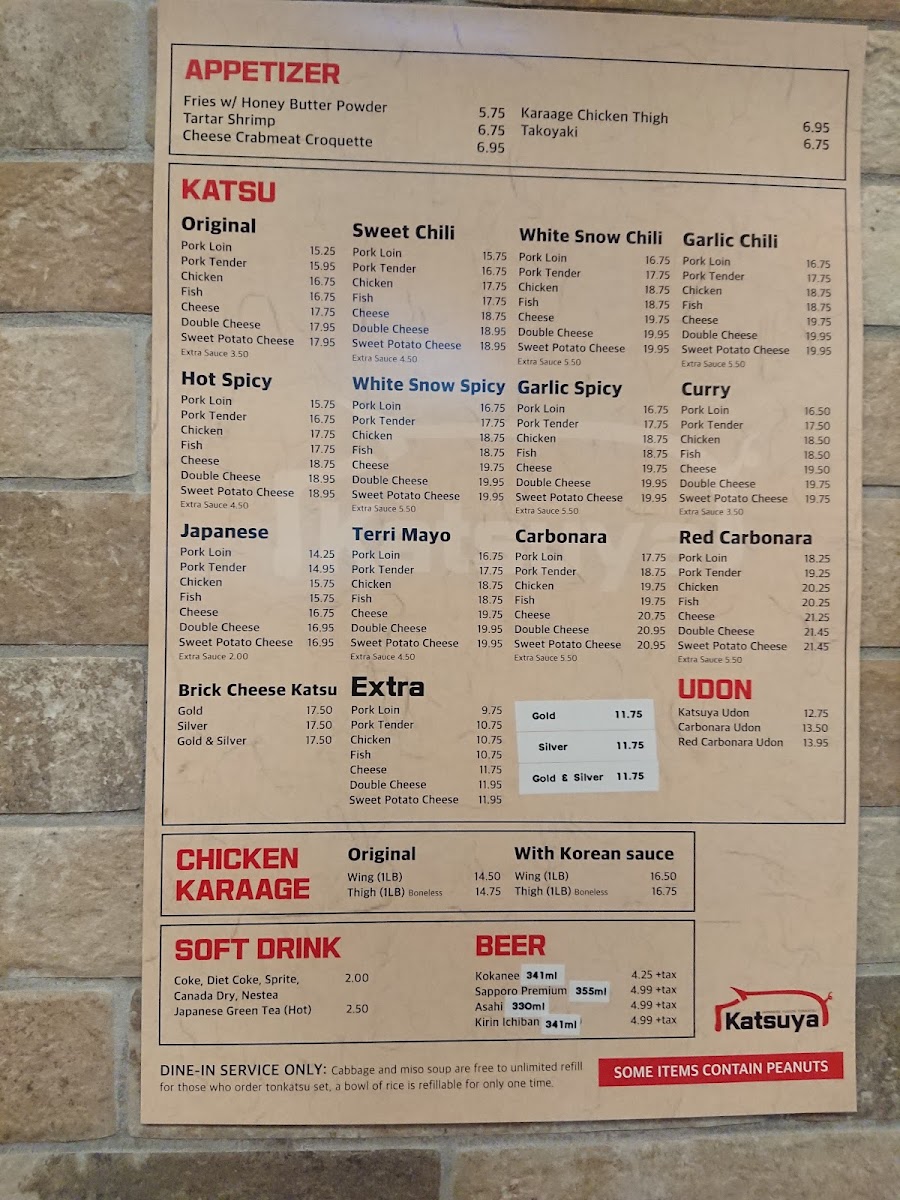 APPETIZER
Fries w/ Honey Butter Powder 5.75
Tartar Shrimp 6.75
Cheese Crabmeat Croquette 6.95
Karaage Chicken Thigh 6.95
Takoyaki 6.75
KATSU
Original
Pork Loin 15.25
Pork Tender 15.95
Chicken 16.75
Fish 16.75
Cheese 17.75
Double Cheese 17.95
Sweet Potato Cheese 17.95
Extra Sauce 3.50
Sweet Chili
Pork Loin 15.75
Pork Tender 16.75
Chicken 17.75
Fish 17.75
Cheese 18.75
Double Cheese 18.95
Sweet Potato Cheese 18.95
Extra Sauce 4.50
White Snow Chili
Pork Loin 16.75
Pork Tender 17.75
Chicken 18.75
Fish 18.75
Cheese 19.75
Double Cheese 19.95
Sweet Potato Cheese 19.95
Extra Sauce 5.50
Garlic Chili
Pork Loin 16.75
Pork Tender 17.75
Chicken 18.75
Fish 18.75
Cheese 19.75
Double Cheese 19.95
Sweet Potato Cheese 19.95
Extra Sauce 5.50
Hot Spicy
Pork Loin 15.75
Pork Tender 16.75
Chicken 17.75
Fish 17.75
Cheese 18.75
Double Cheese 18.95
Sweet Potato Cheese 18.95
Extra Sauce 4.50
White Snow Spicy
Pork Loin 16.75
Pork Tender 17.75
Chicken 18.75
Fish 18.75
Cheese 19.75
Double Cheese 19.95
Sweet Potato Cheese 19.95
Extra Sauce 5.50
Garlic Spicy
Pork Loin 16.75
Pork Tender 17.75
Chicken 18.75
Fish 18.75
Cheese 19.75
Double Cheese 19.95
Sweet Potato Cheese 19.95
Extra Sauce 5.50
Curry
Pork Loin 16.50
Pork Tender 17.50
Chicken 18.50
Fish 18.50
Cheese 19.50
Double Cheese 19.75
Sweet Potato Cheese 19.75
Extra Sauce 3.50
Japanese
Pork Loin 14.25
Pork Tender 14.95
Chicken 15.75
Fish 15.75
Cheese 16.75
Double Cheese 16.95
Sweet Potato Cheese 16.95
Extra Sauce 2.00
Terri Mayo
Pork Loin 16.75
Pork Tender 17.75
Chicken 18.75
Fish 18.75
Cheese 19.75
Double Cheese 19.95
Sweet Potato Cheese 19.95
Extra Sauce 4.50
Carbonara
Pork Loin 17.75
Pork Tender 18.75
Chicken 19.75
Fish 19.75
Cheese 20.75
Double Cheese 20.95
Sweet Potato Cheese 20.95
Extra Sauce 5.50
Red Carbonara
Pork Loin 18.25
Pork Tender 19.25
Chicken 20.25
Fish 20.25
Cheese 21.25
Double Cheese 21.45
Sweet Potato Cheese 21.45
Extra Sauce 5.50
Brick Cheese Katsu
Gold 17.50
Silver 17.50
Gold & Silver 17.50
Extra
Pork Loin 9.75
Pork Tender 10.75
Chicken 10.75
Fish 10.75
Cheese 11.75
Double Cheese 11.95
Sweet Potato Cheese 11.95
Gold 11.75
Silver 11.75
Gold & Silver 11.75
UDON
Katsuya Udon 12.75
Carbonara Udon 13.50
Red Carbonara Udon 13.95
CHICKEN
KARAAGE
Original
Wing (1LB) 14.50
Thigh (1LB) Boneless 14.75
With Korean sauce
Wing (1LB) 16.50
Thigh (1LB) Boneless 16.75
SOFT DRINK
Coke, Diet Coke, Sprite, 2.00
Canada Dry, Nestea
Japanese Green Tea (Hot) 2.50
BEER
Kokanee 341ml 4.25 +tax
Sapporo Premium 355ml 4.99 +tax
Asahi 330ml 4.99 +tax
Kirin Ichiban 341ml 4.99 +tax
Katsuya
DINE-IN SERVICE ONLY: Cabbage and miso soup are free to unlimited refill
for those who order tonkatsu set, a bowl of rice is refillable for only one time.
SOME ITEMS CONTAIN PEANUTS